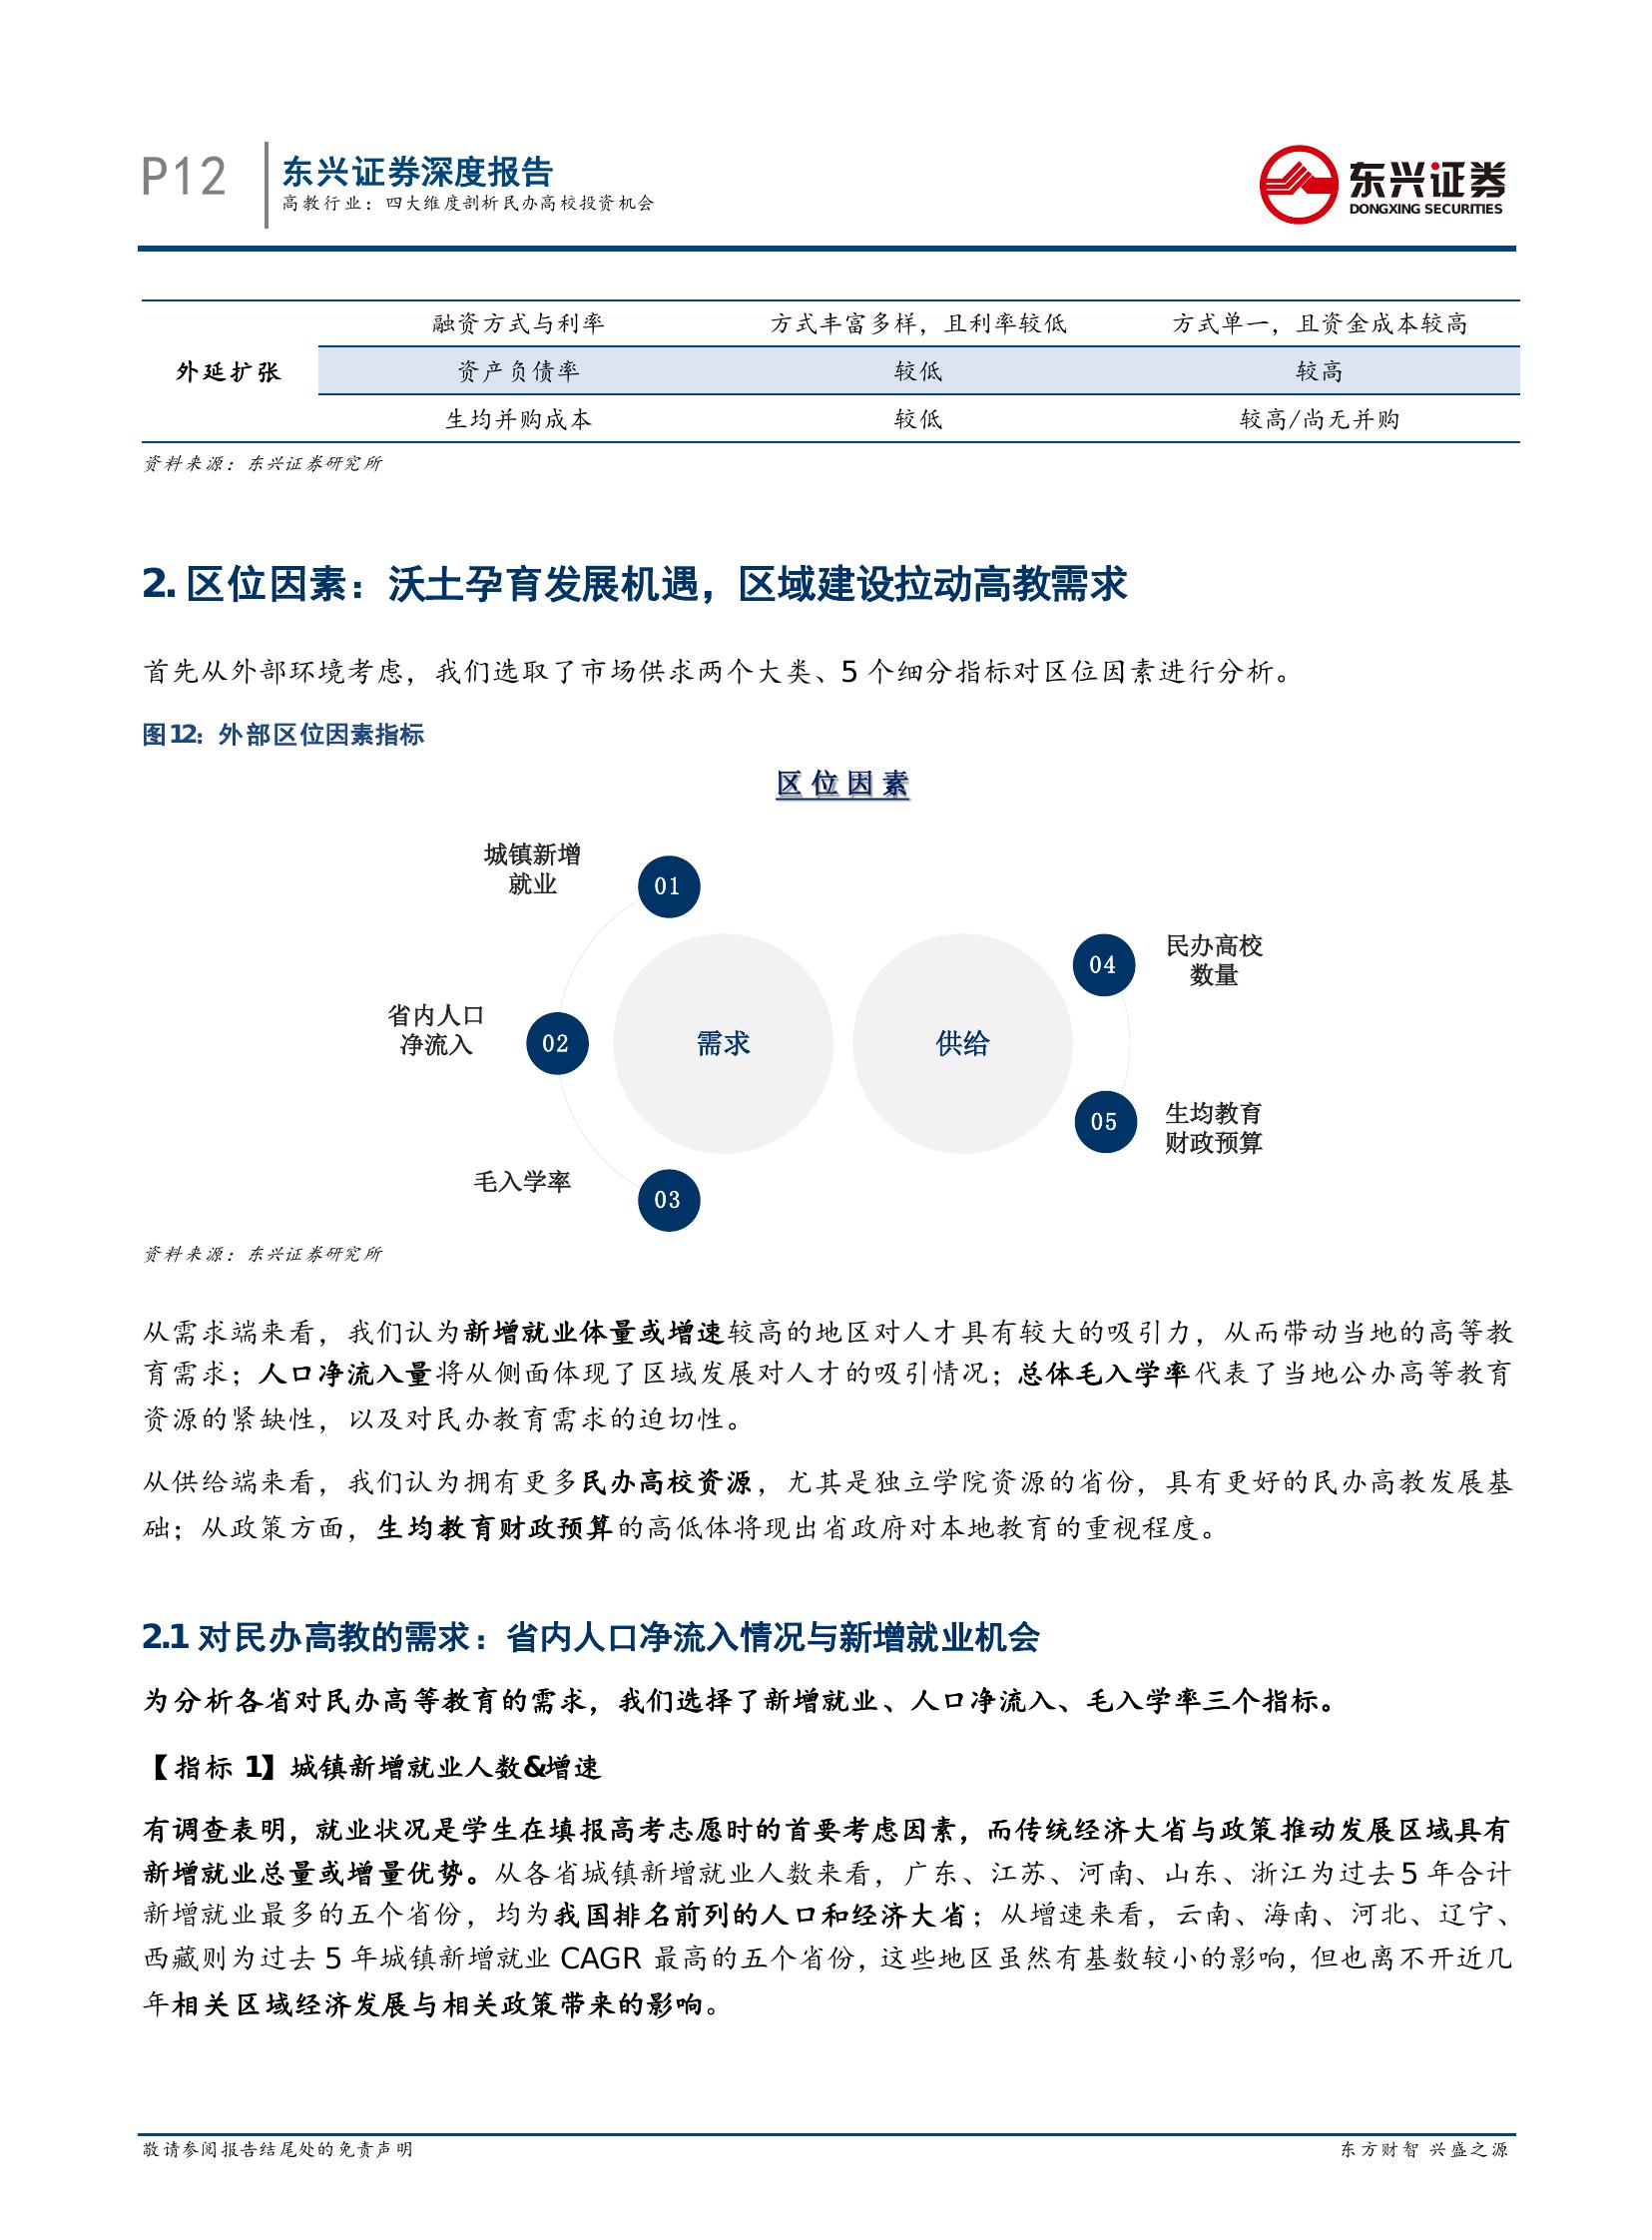 P12
东兴证券深度报告
高教行业：四大维度剖析民办高校投资机会
东兴证券
DONGXING SECURITIES
融资方式与利率 方式丰富多样，且利率较低 方式单一，且资金成本较高
外延扩张 资产负债率 较低 较高
生均并购成本 较低 较高/尚无并购
资料来源：东兴证券研究所
2. 区位因素：沃土孕育发展机遇，区域建设拉动高教需求
首先从外部环境考虑，我们选取了市场供求两个大类、5 个细分指标对区位因素进行分析。
图 12：外部区位因素指标
区位因素
城镇新增
就业
01
省内人口
净流入
02
毛入学率
03
需求
供给
04
民办高校
数量
05
生均教育
财政预算
资料来源：东兴证券研究所
从需求端来看，我们认为新增就业体量或增速较高的地区对人才具有较大的吸引力，从而带动当地的高等教
育需求；人口净流入量将从侧面体现了区域发展对人才的吸引情况；总体毛入学率代表了当地公办高等教育
资源的紧缺性，以及对民办教育需求的迫切性。
从供给端来看，我们认为拥有更多民办高校资源，尤其是独立学院资源的省份，具有更好的民办高教发展基
础；从政策方面，生均教育财政预算的高低体将现出省政府对本地教育的重视程度。
2.1 对民办高教的需求：省内人口净流入情况与新增就业机会
为分析各省对民办高等教育的需求，我们选择了新增就业、人口净流入、毛入学率三个指标。
【指标 1】城镇新增就业人数&增速
有调查表明，就业状况是学生在填报高考志愿时的首要考虑因素，而传统经济大省与政策推动发展区域具有
新增就业总量或增量优势。从各省城镇新增就业人数来看，广东、江苏、河南、山东、浙江为过去 5 年合计
新增就业最多的五个省份，均为我国排名前列的人口和经济大省；从增速来看，云南、海南、河北、辽宁、
西藏则为过去 5 年城镇新增就业 CAGR 最高的五个省份，这些地区虽然有基数较小的影响，但也离不开近几
年相关区域经济发展与相关政策带来的影响。
敬请参阅报告结尾处的免责声明
东方财智 兴盛之源